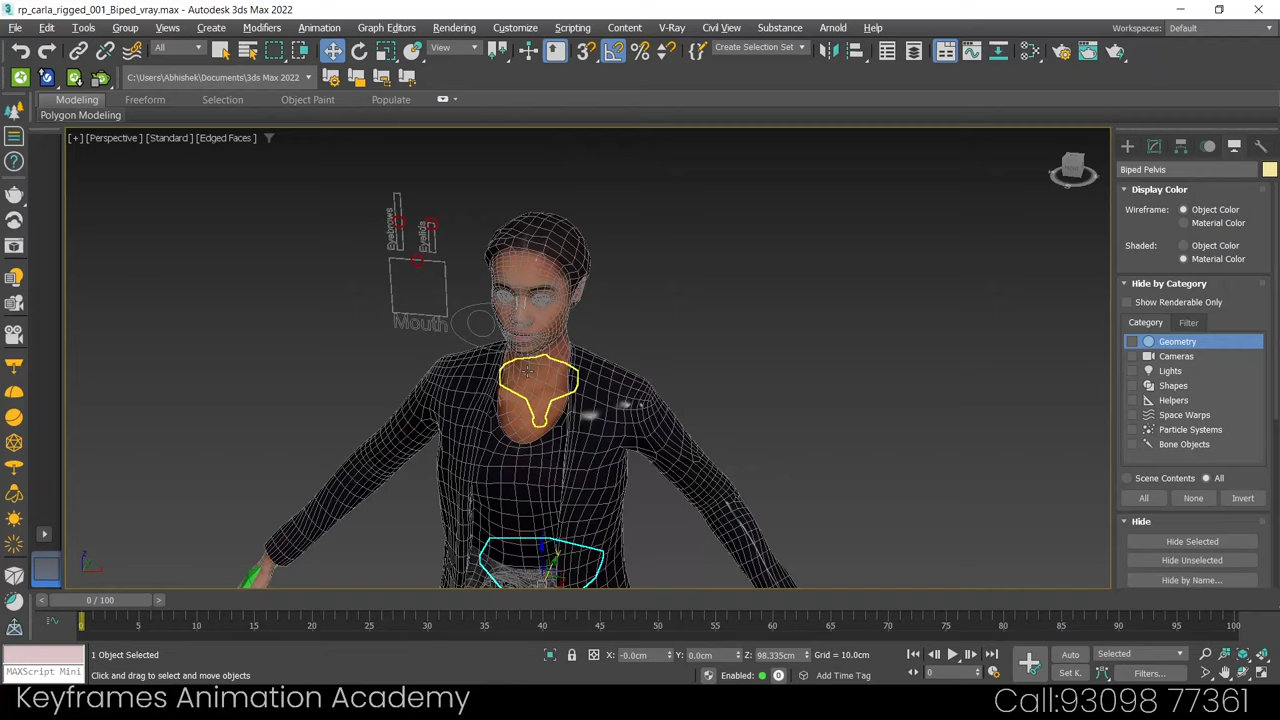 rp_carla_rigged_001_Biped_vray.max - Autodesk 3ds Max 2022
File Edit Tools Group Views Create Modifiers Animation Graph Editors Rendering Customize Scripting Content V-Ray Civil View Substance Arnold Help
Workspaces: Default
All
View
Create Selection Set
C:\Users\Abhishek\Documents\3ds Max 2022
Modeling Freeform Selection Object Paint Populate
Polygon Modeling
[+] [Perspective ] [Standard ] [Edged Faces ]
Biped Pelvis
Display Color
Wireframe: Object Color
Material Color
Shaded: Object Color
Material Color
Hide by Category
Show Renderable Only
Category Filter
Geometry
Cameras
Lights
Shapes
Helpers
Space Warps
Particle Systems
Bone Objects
Scene Contents All
All None Invert
Hide
Hide Selected
Hide Unselected
Hide by Name...
Eyebrows
Eyelids
Mouth
0 / 100
0 5 10 15 20 25 30 35 40 45 50 55 60 65 70 75 80 85 90 95 100
1 Object Selected
X: -0.0cm Y: 0.0cm Z: 98.335cm Grid = 10.0cm
Auto Selected
MAXScript Mini
Click and drag to select and move objects
Enabled: 0 Add Time Tag
0
Set K. Filters...
Keyframes Animation Academy
Call:93098 77361